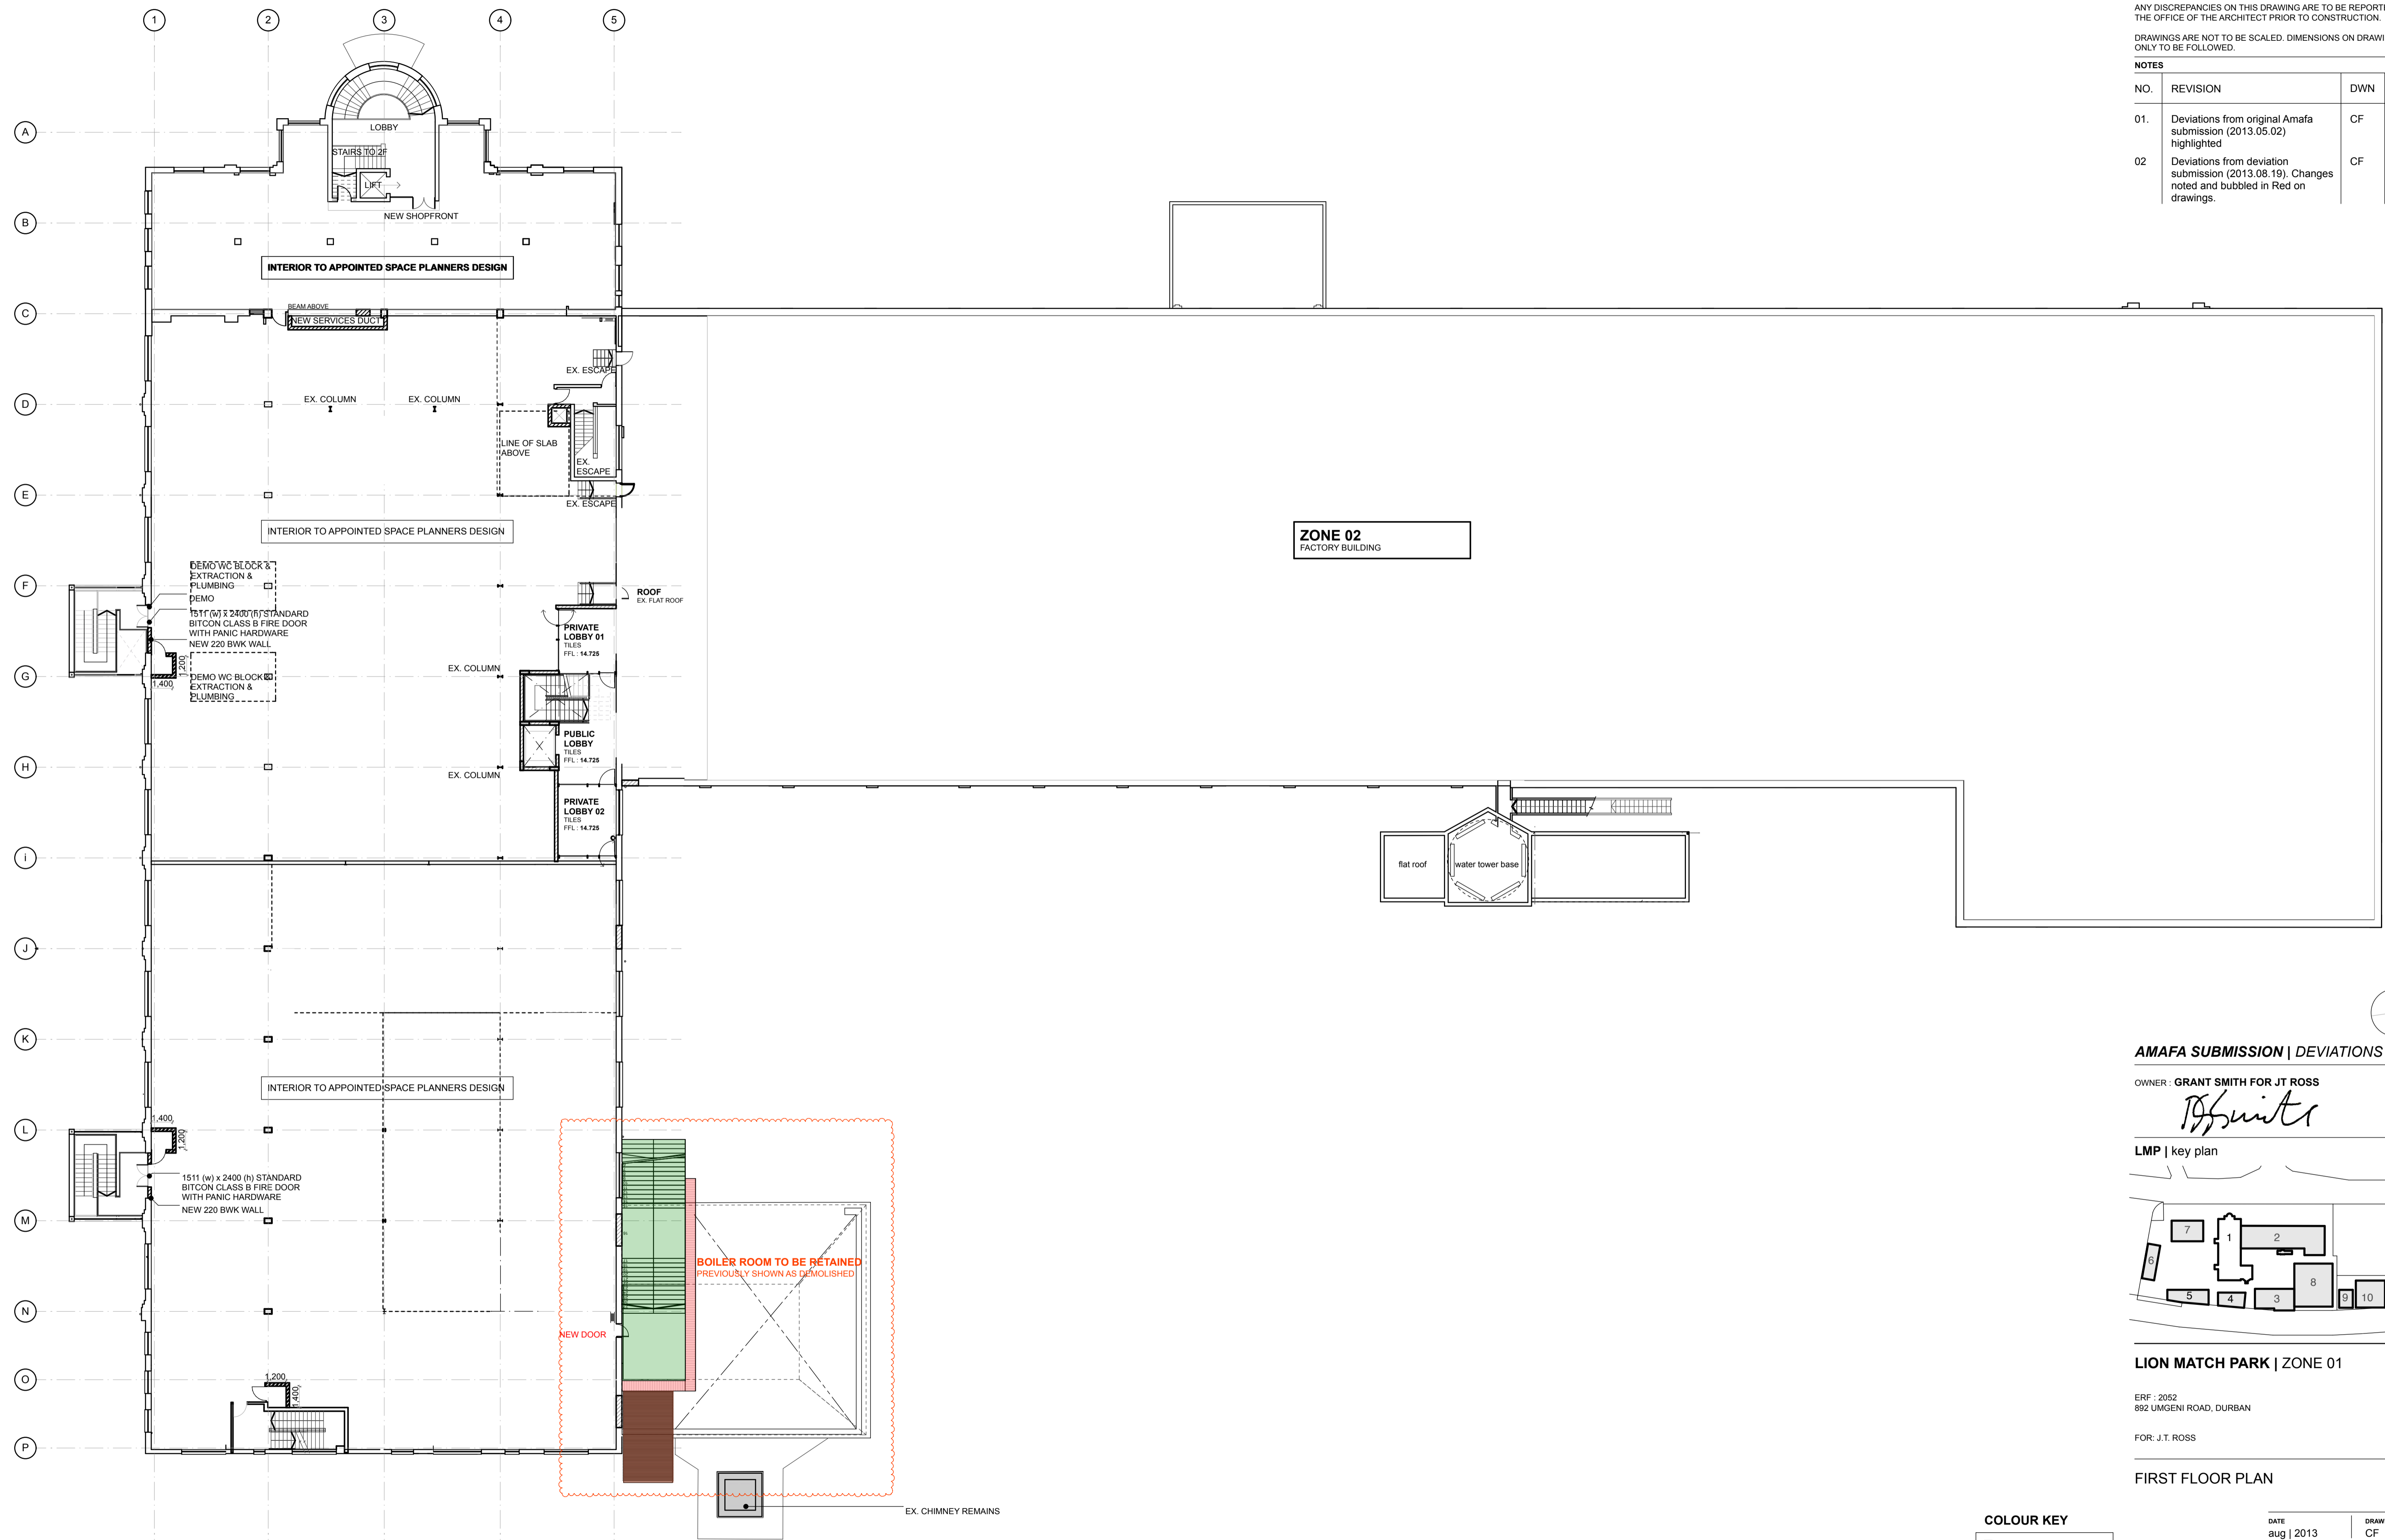 1 2 3 4 5
A
B
C
D
E
F
G
H
i
J
K
L
M
N
O
P
LOBBY
STAIRS TO 2F
LIFT
NEW SHOPFRONT
INTERIOR TO APPOINTED SPACE PLANNERS DESIGN
BEAM ABOVE
NEW SERVICES DUCT
EX. ESCAPE
EX. COLUMN
EX. COLUMN
LINE OF SLAB
ABOVE
EX.
ESCAPE
EX. ESCAPE
INTERIOR TO APPOINTED SPACE PLANNERS DESIGN
DEMO WC BLOCK &
EXTRACTION &
PLUMBING
DEMO
1511 (w) x 2400 (h) STANDARD
BITCON CLASS B FIRE DOOR
WITH PANIC HARDWARE
NEW 220 BWK WALL
1,200
1,400
DEMO WC BLOCK &
EXTRACTION &
PLUMBING
ROOF
EX. FLAT ROOF
PRIVATE
LOBBY 01
TILES
FFL : 14.725
EX. COLUMN
PUBLIC
LOBBY
TILES
FFL : 14.725
EX. COLUMN
PRIVATE
LOBBY 02
TILES
FFL : 14.725
INTERIOR TO APPOINTED SPACE PLANNERS DESIGN
1,400
1,200
1511 (w) x 2400 (h) STANDARD
BITCON CLASS B FIRE DOOR
WITH PANIC HARDWARE
NEW 220 BWK WALL
1,200
1,400
BOILER ROOM TO BE RETAINED
PREVIOUSLY SHOWN AS DEMOLISHED
NEW DOOR
EX. CHIMNEY REMAINS
ZONE 02
FACTORY BUILDING
flat roof
water tower base
ANY DISCREPANCIES ON THIS DRAWING ARE TO BE REPORT
THE OFFICE OF THE ARCHITECT PRIOR TO CONSTRUCTION.
DRAWINGS ARE NOT TO BE SCALED. DIMENSIONS ON DRAWI
ONLY TO BE FOLLOWED.
NOTES
NO. REVISION DWN
01. Deviations from original Amafa CF
submission (2013.05.02)
highlighted
02 Deviations from deviation CF
submission (2013.08.19). Changes
noted and bubbled in Red on
drawings.
AMAFA SUBMISSION | DEVIATIONS
OWNER : GRANT SMITH FOR JT ROSS
LMP | key plan
7
1
2
6
8
5
4
3
9
10
LION MATCH PARK | ZONE 01
ERF : 2052
892 UMGENI ROAD, DURBAN
FOR: J.T. ROSS
FIRST FLOOR PLAN
COLOUR KEY
DATE DRAW
aug | 2013 CF